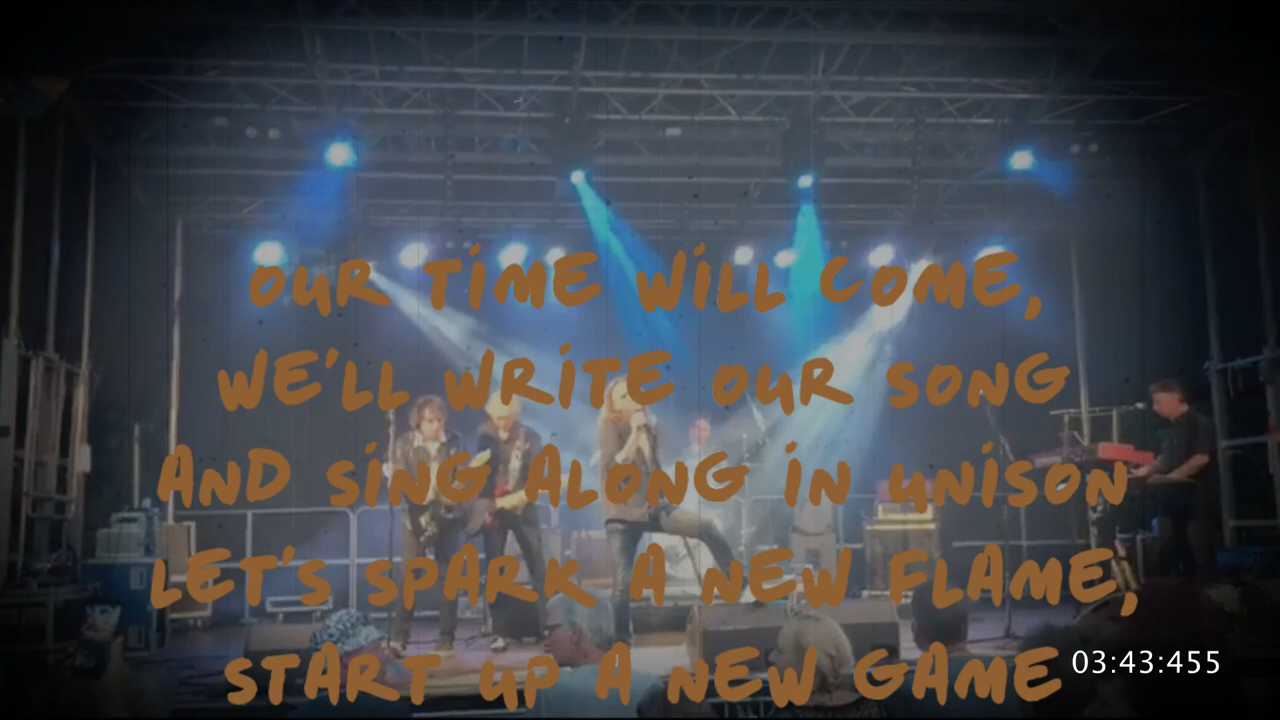 OUR TIME WILL COME,
WE'LL WRITE OUR SONG
AND SING ALONG IN UNISON
LET'S SPARK A NEW FLAME,
START UP A NEW GAME
03:43:455